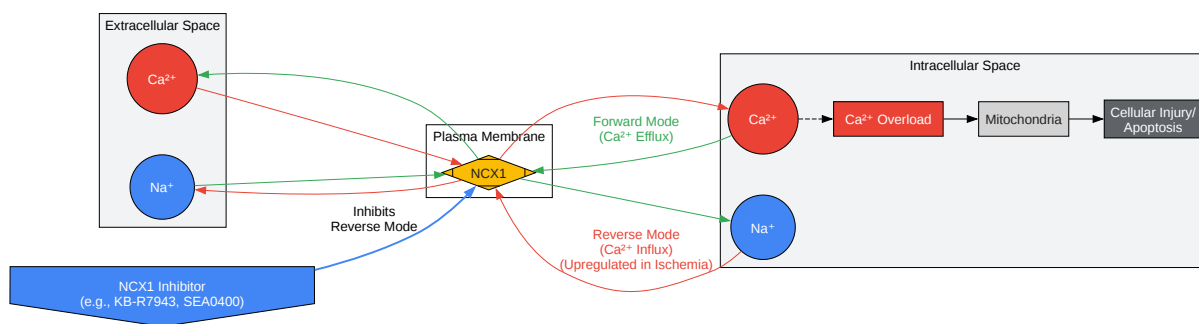 Extracellular Space
Ca²⁺
Na⁺
Plasma Membrane
NCX1
Inhibits
Reverse Mode
NCX1 Inhibitor
(e.g., KB-R7943, SEA0400)
Forward Mode
(Ca²⁺ Efflux)
Reverse Mode
(Ca²⁺ Influx)
(Upregulated in Ischemia)
Intracellular Space
Ca²⁺
Ca²⁺ Overload
Mitochondria
Cellular Injury/
Apoptosis
Na⁺